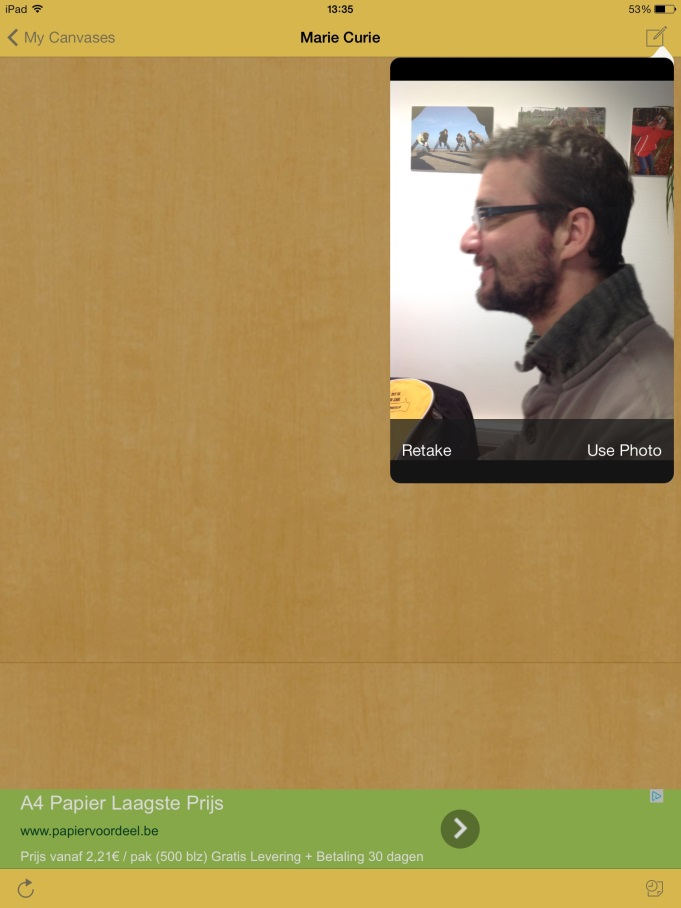 iPad
13:35
53%
My Canvases
Marie Curie
Retake
Use Photo
A4 Papier Laagste Prijs
www.papiervoordeel.be
Prijs vanaf 2,21€ / pak (500 blz) Gratis Levering + Betaling 30 dagen